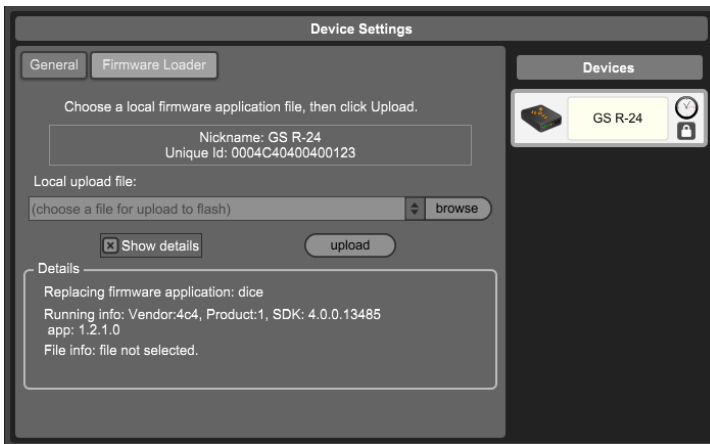 Device Settings
General
Firmware Loader
Choose a local firmware application file, then click Upload.
Nickname: GS R-24
Unique Id: 0004C40400400123
Local upload file:
(choose a file for upload to flash)
browse
Show details
upload
Details
Replacing firmware application: dice
Running info: Vendor:4c4, Product:1, SDK: 4.0.0.13485
app: 1.2.1.0
File info: file not selected.
Devices
GS R-24